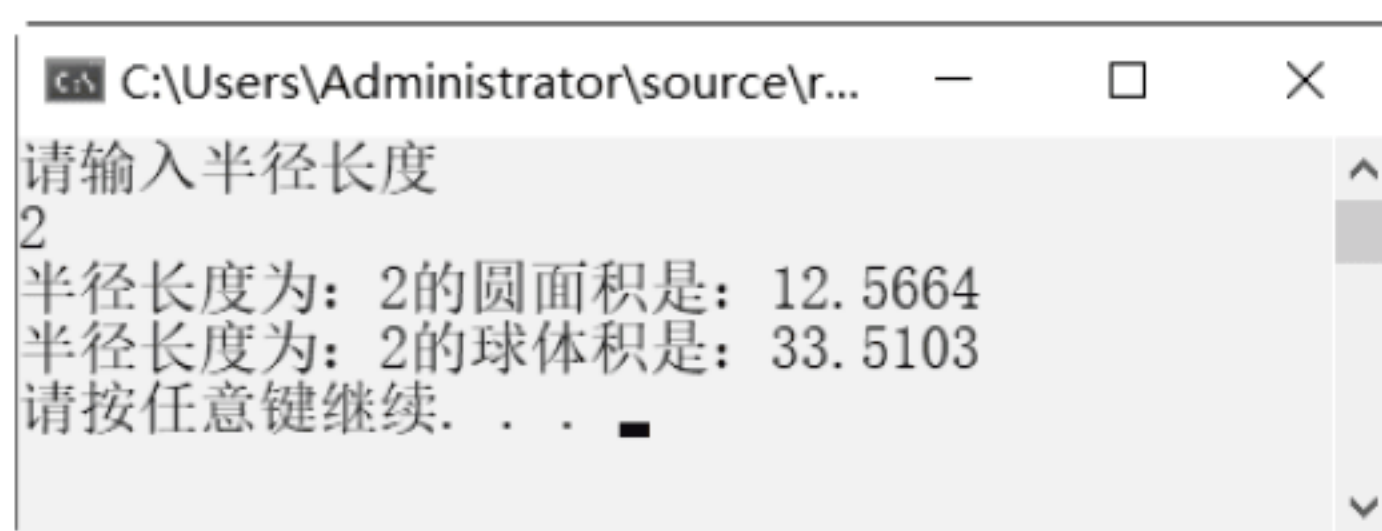 C:\Users\Administrator\source\r...
请输入半径长度
2
半径长度为：2的圆面积是：12.5664
半径长度为：2的球体积是：33.5103
请按任意键继续. . .